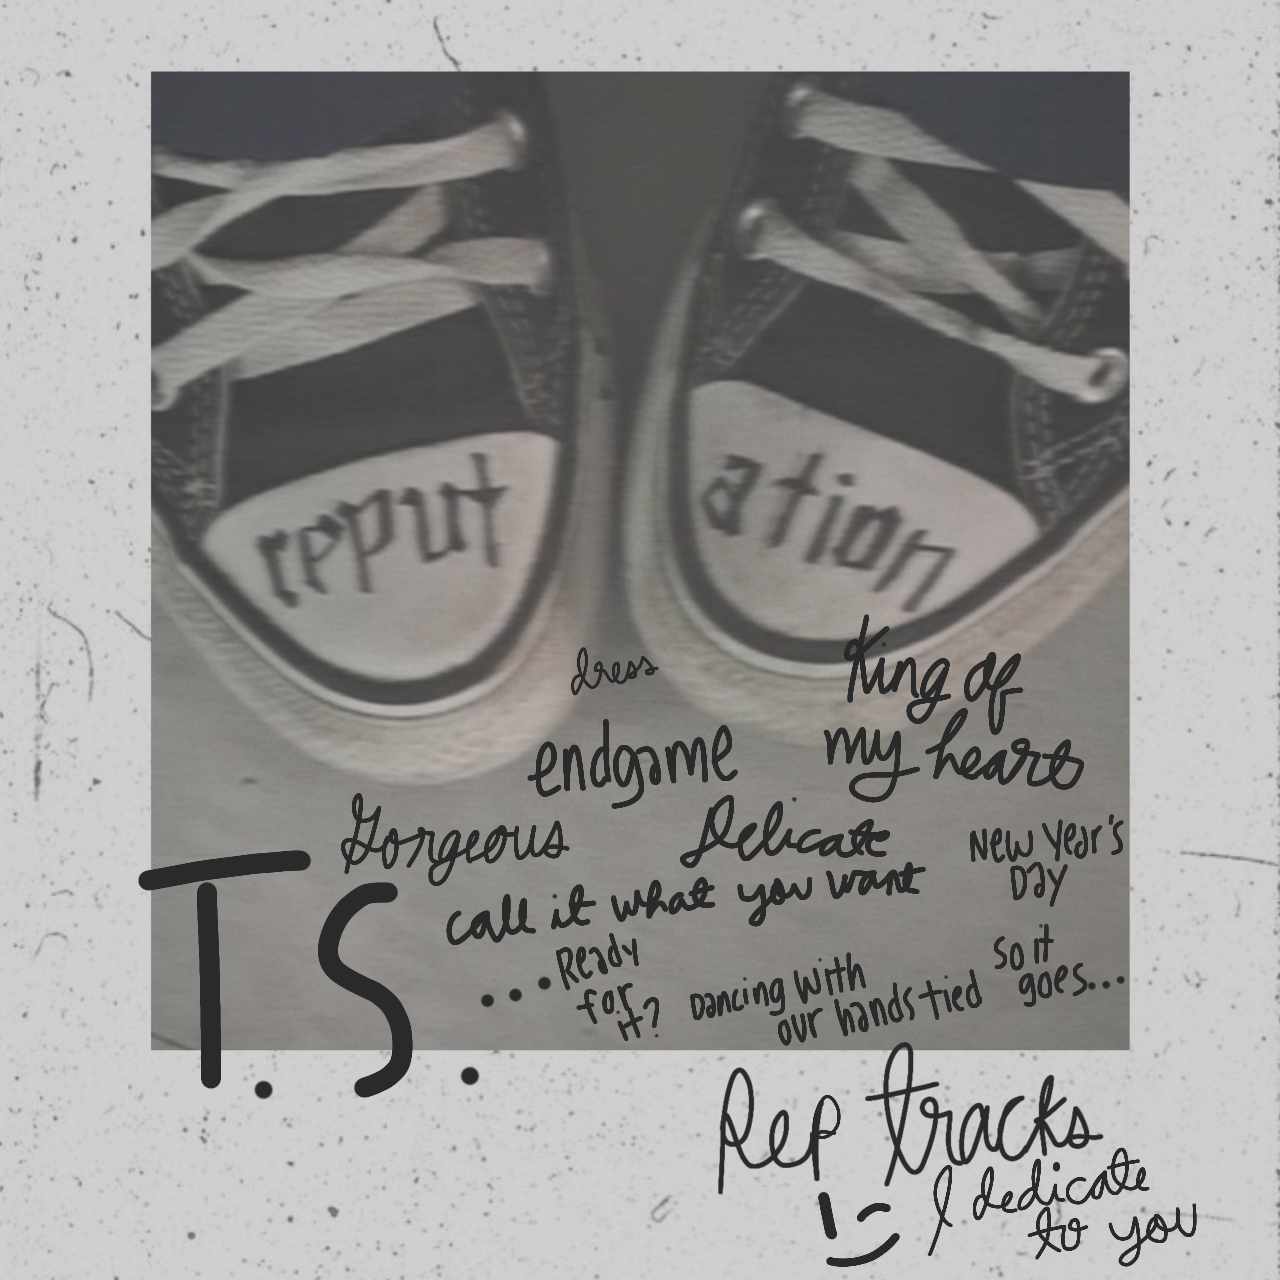 reput ation
dress
King of
my heart
endgame
Gorgeous
Delicate
New Year's
Day
call it what you want
T.S.
...Ready
for
it?
Dancing with
our hands tied
So it
goes...
Rep tracks
I dedicate
to you